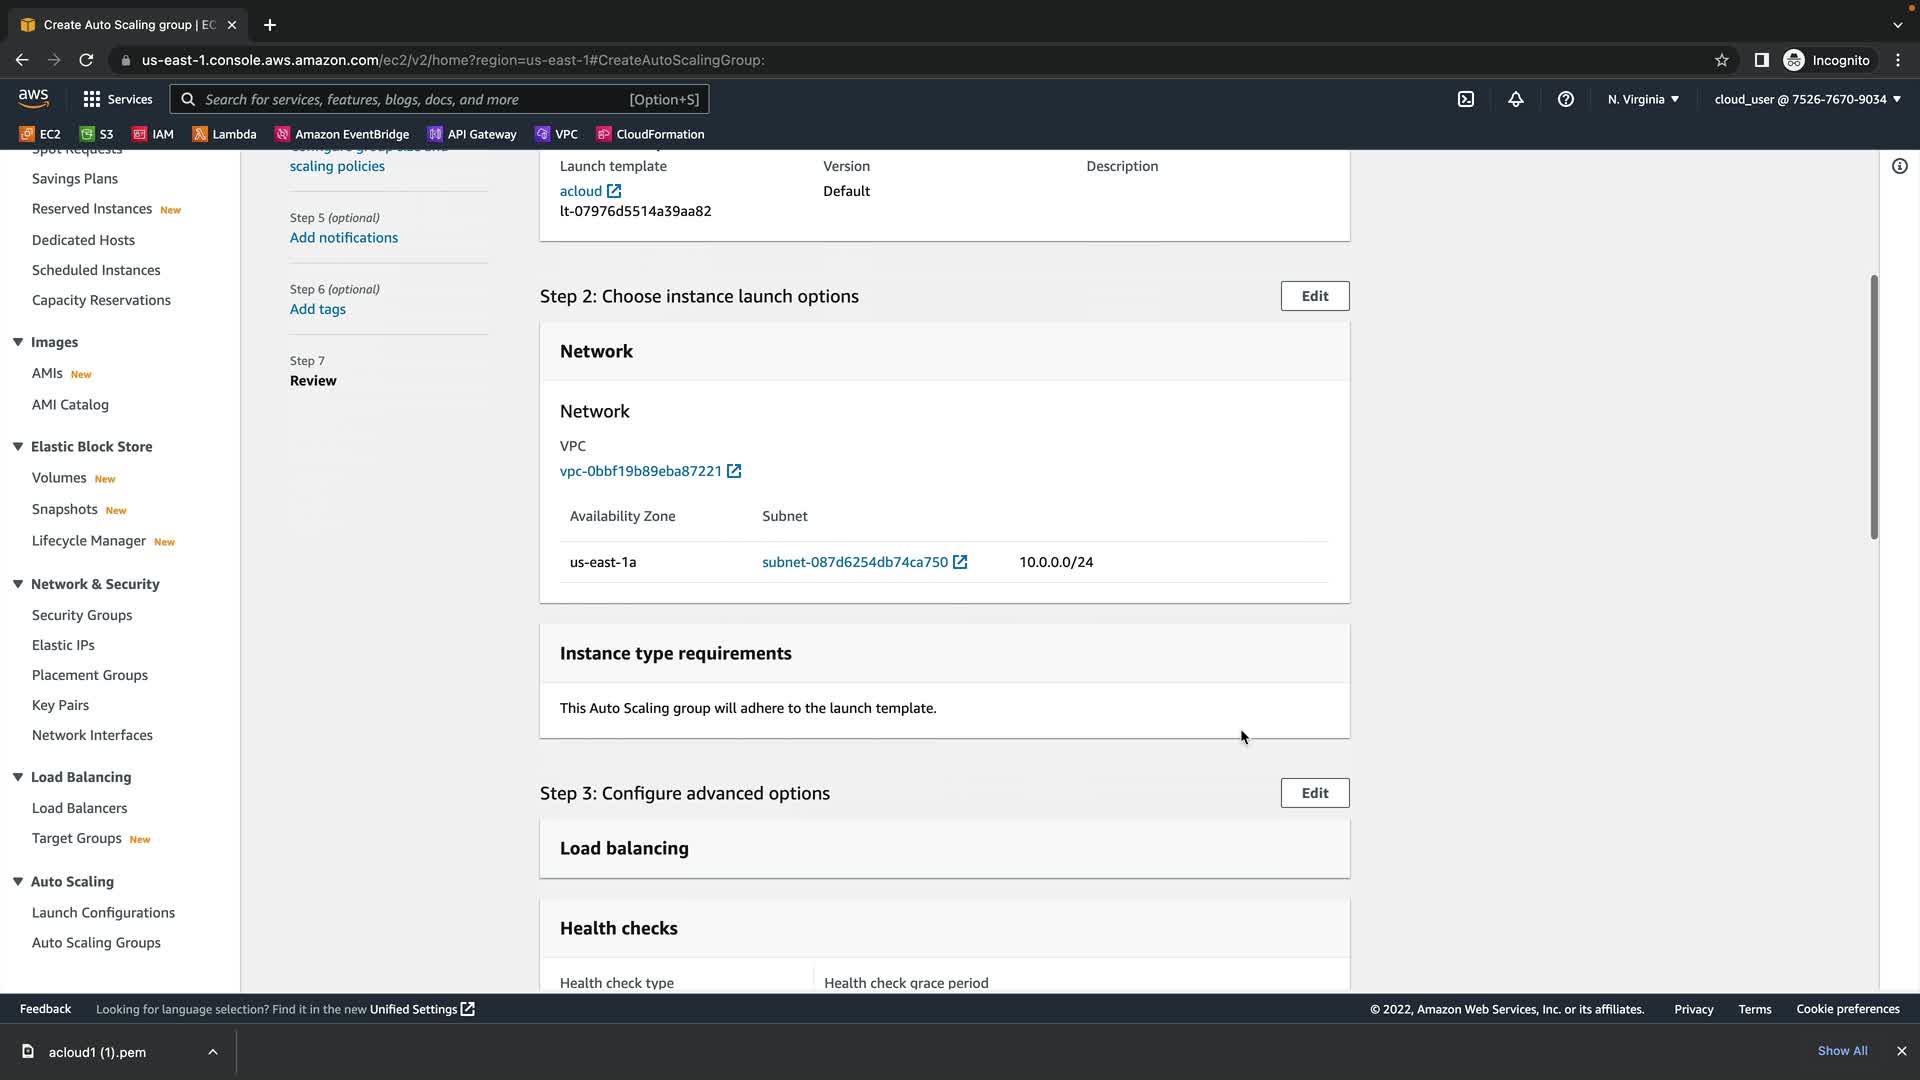 Create Auto Scaling group | EC
us-east-1.console.aws.amazon.com/ec2/v2/home?region=us-east-1#CreateAutoScalingGroup:
Incognito
aws
Services
Search for services, features, blogs, docs, and more
[Option+S]
N. Virginia
cloud_user @ 7526-7670-9034
EC2
S3
IAM
Lambda
Amazon EventBridge
API Gateway
VPC
CloudFormation
Spot Requests
Savings Plans
Reserved Instances New
Dedicated Hosts
Scheduled Instances
Capacity Reservations
Images
AMIs New
AMI Catalog
Elastic Block Store
Volumes New
Snapshots New
Lifecycle Manager New
Network & Security
Security Groups
Elastic IPs
Placement Groups
Key Pairs
Network Interfaces
Load Balancing
Load Balancers
Target Groups New
Auto Scaling
Launch Configurations
Auto Scaling Groups
Configure group size and
scaling policies
Step 5 (optional)
Add notifications
Step 6 (optional)
Add tags
Step 7
Review
Launch template
Version
Description
acloud
Default
lt-07976d5514a39aa82
Step 2: Choose instance launch options
Edit
Network
Network
VPC
vpc-0bbf19b89eba87221
Availability Zone
Subnet
us-east-1a
subnet-087d6254db74ca750
10.0.0.0/24
Instance type requirements
This Auto Scaling group will adhere to the launch template.
Step 3: Configure advanced options
Edit
Load balancing
Health checks
Health check type
Health check grace period
Feedback
Looking for language selection? Find it in the new Unified Settings
© 2022, Amazon Web Services, Inc. or its affiliates.
Privacy
Terms
Cookie preferences
acloud1 (1).pem
Show All